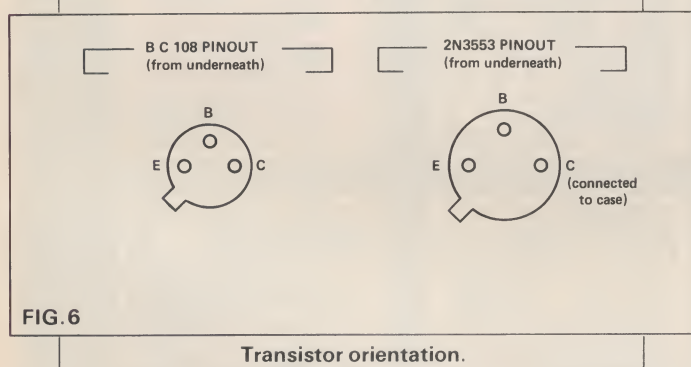 B C 108 PINOUT
(from underneath)
B
E
C
2N3553 PINOUT
(from underneath)
B
E
C
(connected
to case)
FIG.6
Transistor orientation.